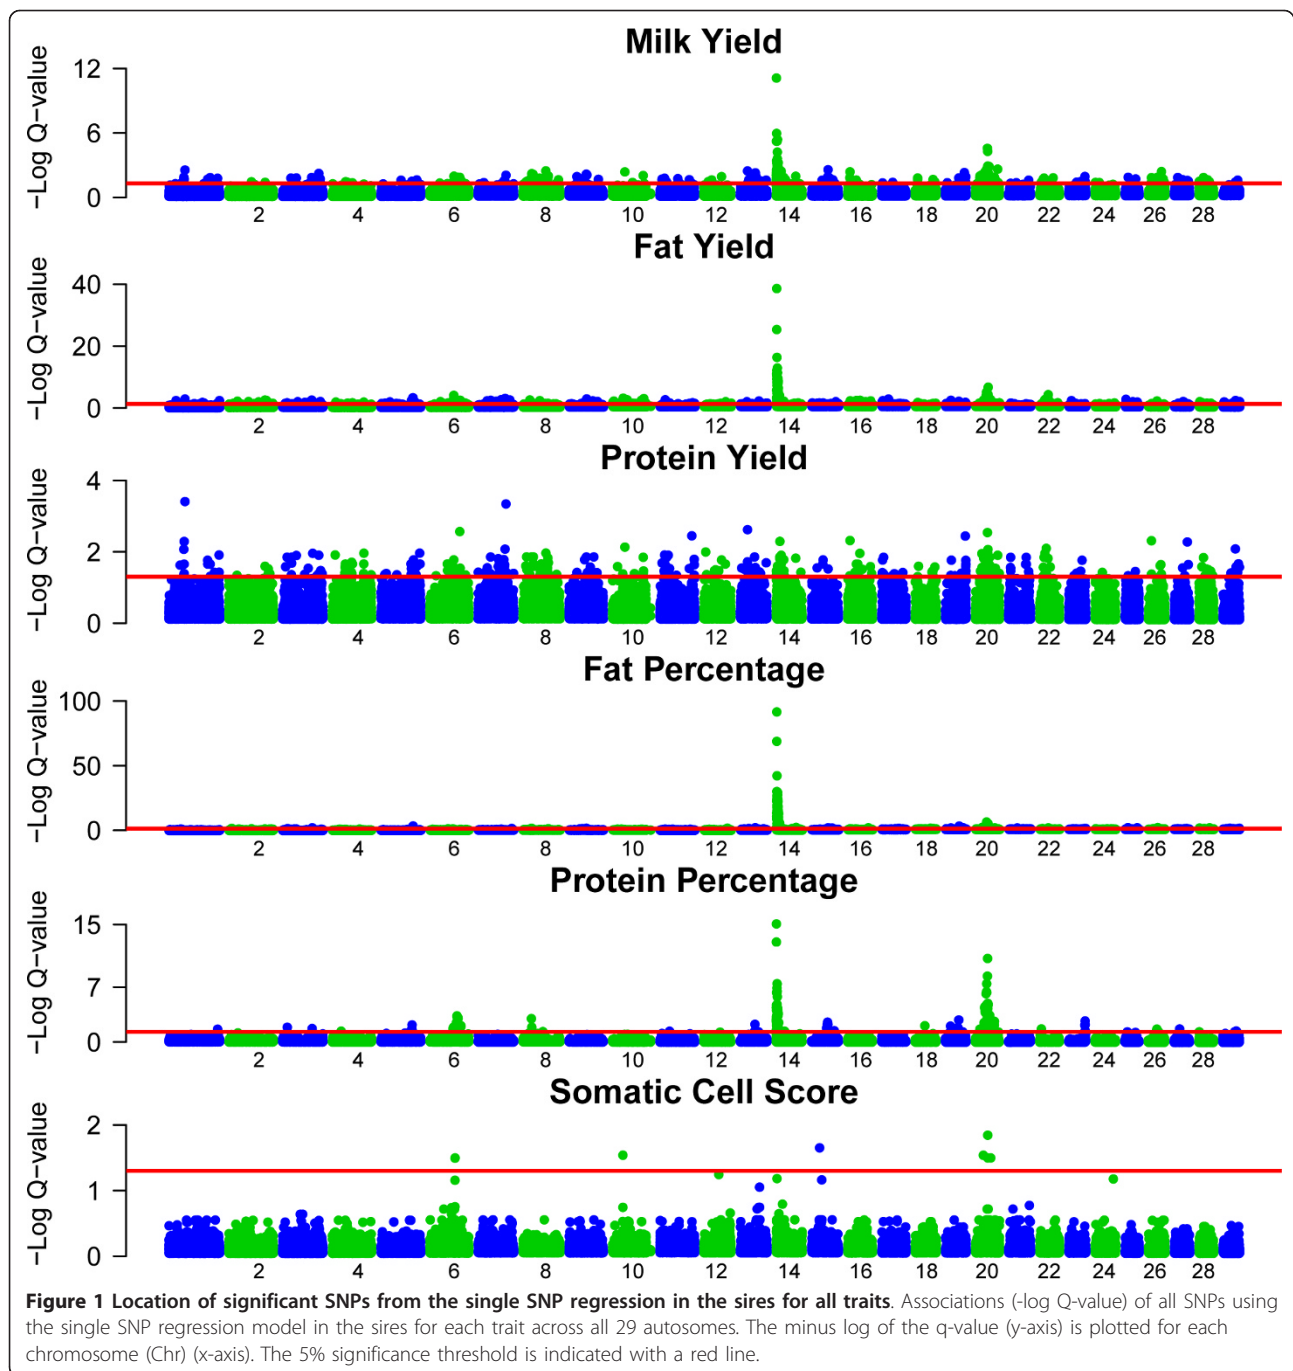 Milk Yield
−Log Q−value
12
6
0
2 4 6 8 10 12 14 16 18 20 22 24 26 28
Fat Yield
−Log Q−value
40
20
0
2 4 6 8 10 12 14 16 18 20 22 24 26 28
Protein Yield
−Log Q−value
4
2
0
2 4 6 8 10 12 14 16 18 20 22 24 26 28
Fat Percentage
−Log Q−value
100
50
0
2 4 6 8 10 12 14 16 18 20 22 24 26 28
Protein Percentage
−Log Q−value
15
7
0
2 4 6 8 10 12 14 16 18 20 22 24 26 28
Somatic Cell Score
−Log Q−value
2
1
0
2 4 6 8 10 12 14 16 18 20 22 24 26 28
Figure 1 Location of significant SNPs from the single SNP regression in the sires for all traits. Associations (-log Q-value) of all SNPs using
the single SNP regression model in the sires for each trait across all 29 autosomes. The minus log of the q-value (y-axis) is plotted for each
chromosome (Chr) (x-axis). The 5% significance threshold is indicated with a red line.